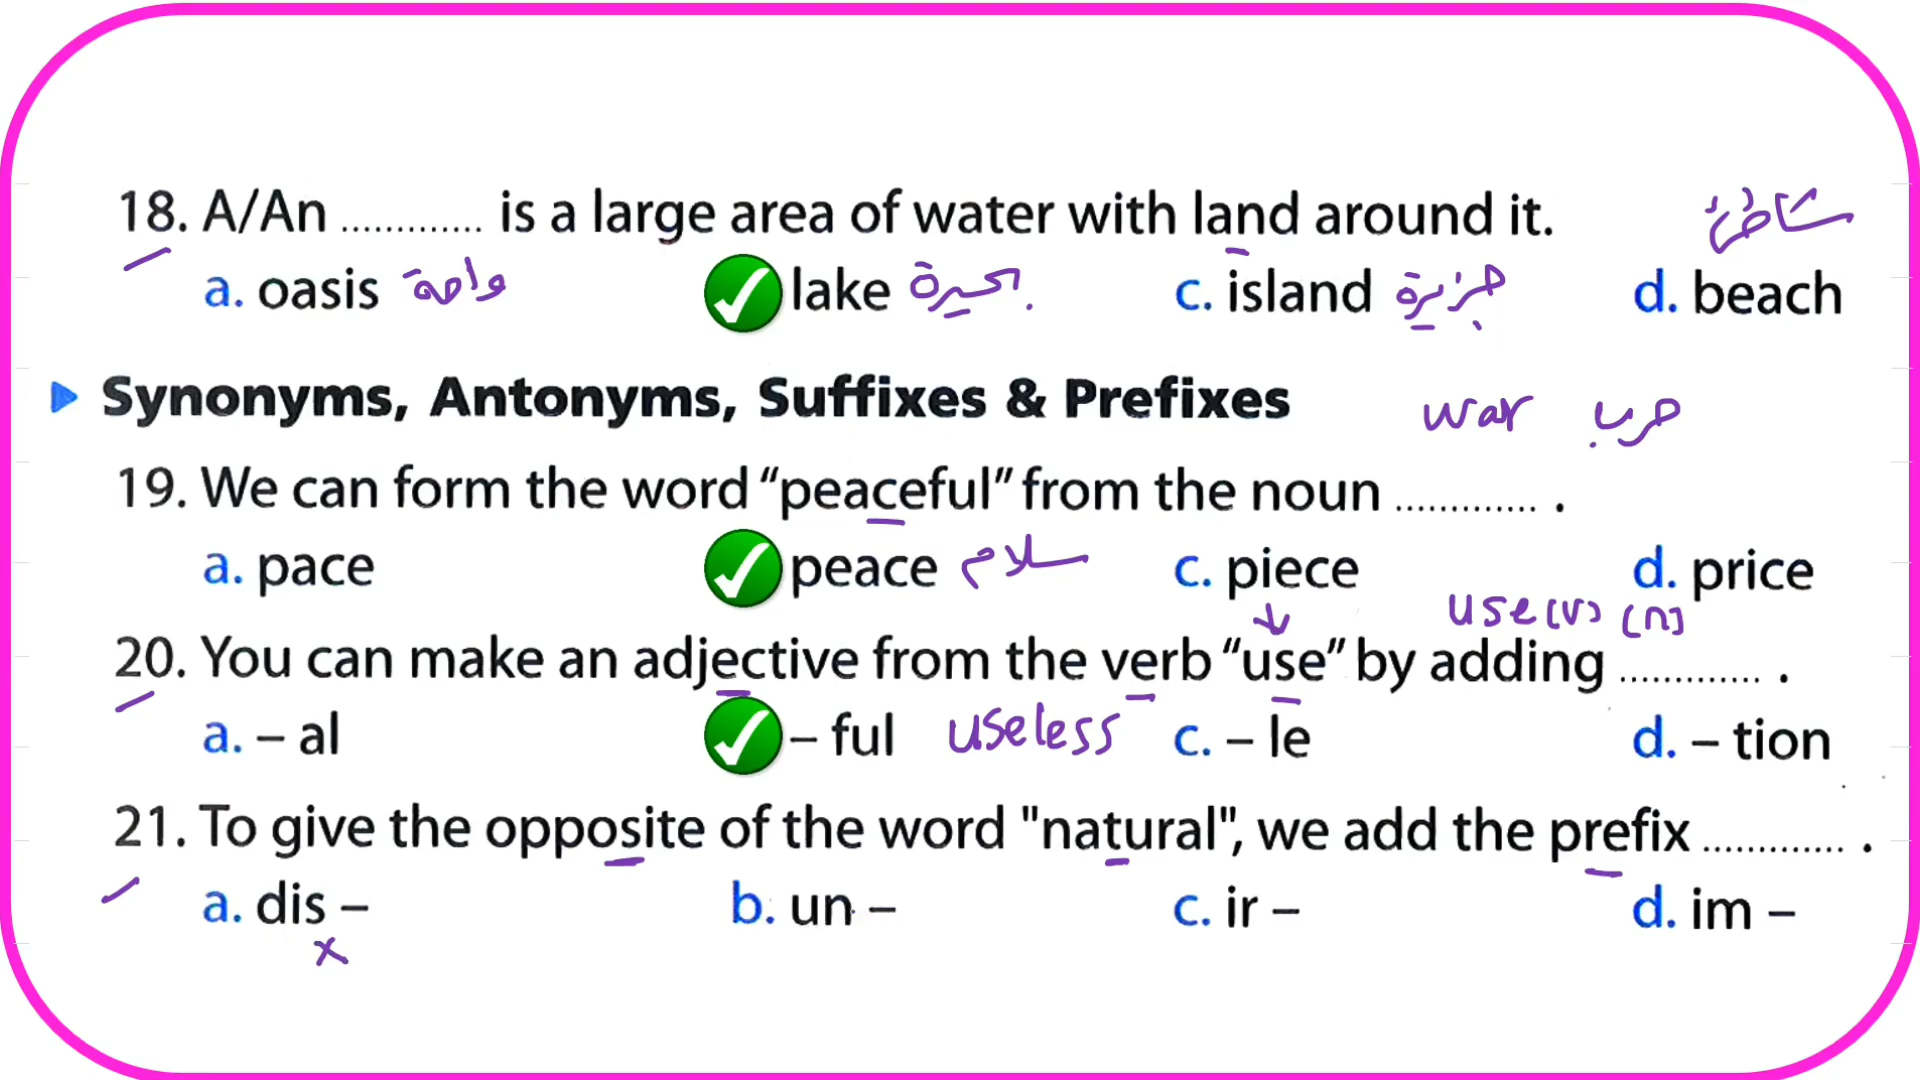 18. A/An ............. is a large area of water with land around it. شاطئ
a. oasis واحة lake بحيرة c. island جزيرة d. beach
Synonyms, Antonyms, Suffixes & Prefixes
war حرب
19. We can form the word “peaceful” from the noun ............. .
a. pace peace سلام c. piece d. price
use (v) (n)
20. You can make an adjective from the verb “use” by adding ............. .
a. – al – ful useless c. – le d. – tion
21. To give the opposite of the word "natural", we add the prefix ............. .
a. dis – b. un – c. ir – d. im –
x